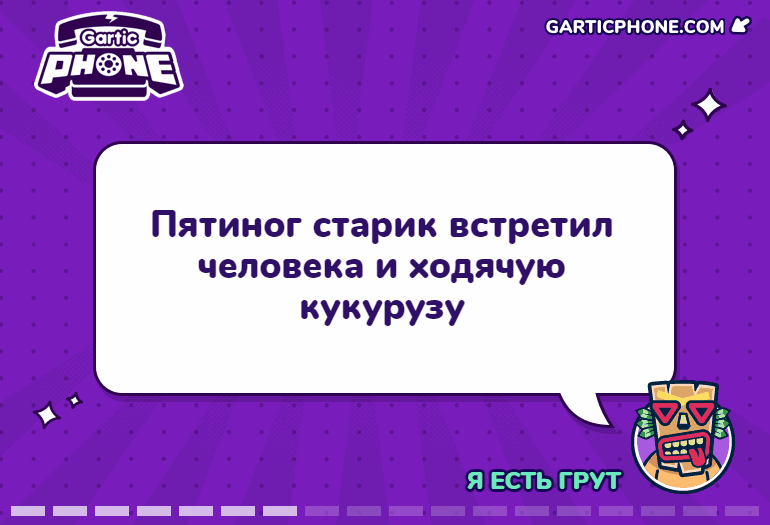 Gartic
PHONE
GARTICPHONE.COM
Пятиног старик встретил
человека и ходячую
кукурузу
Я ЕСТЬ ГРУТ